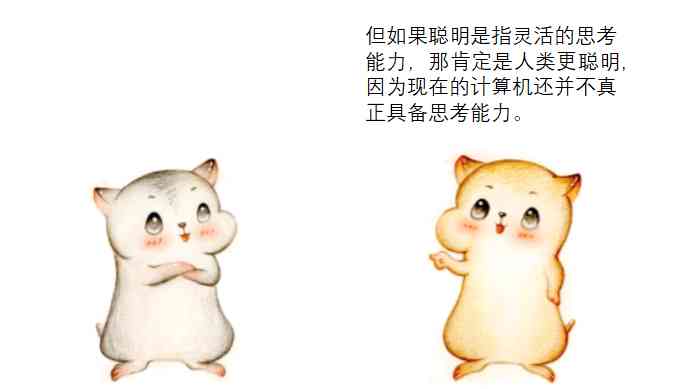 但如果聪明是指灵活的思考
能力，那肯定是人类更聪明，
因为现在的计算机还并不真
正具备思考能力。